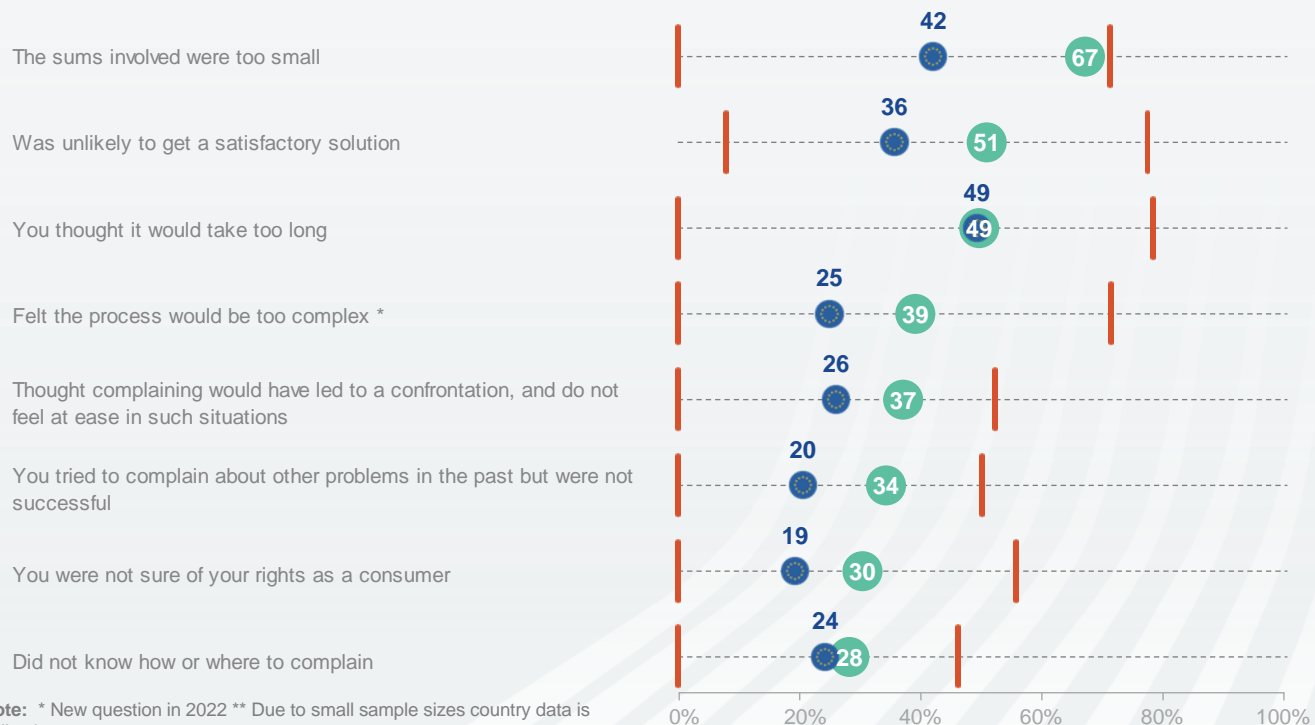 42
The sums involved were too small
67
36
Was unlikely to get a satisfactory solution
51
49
You thought it would take too long
49
25
Felt the process would be too complex *
39
26
Thought complaining would have led to a confrontation, and do not
feel at ease in such situations
37
20
You tried to complain about other problems in the past but were not
successful
34
19
You were not sure of your rights as a consumer
30
24
Did not know how or where to complain
28
* New question in 2022 ** Due to small sample sizes country data is
0% 20% 40% 60% 80% 100%